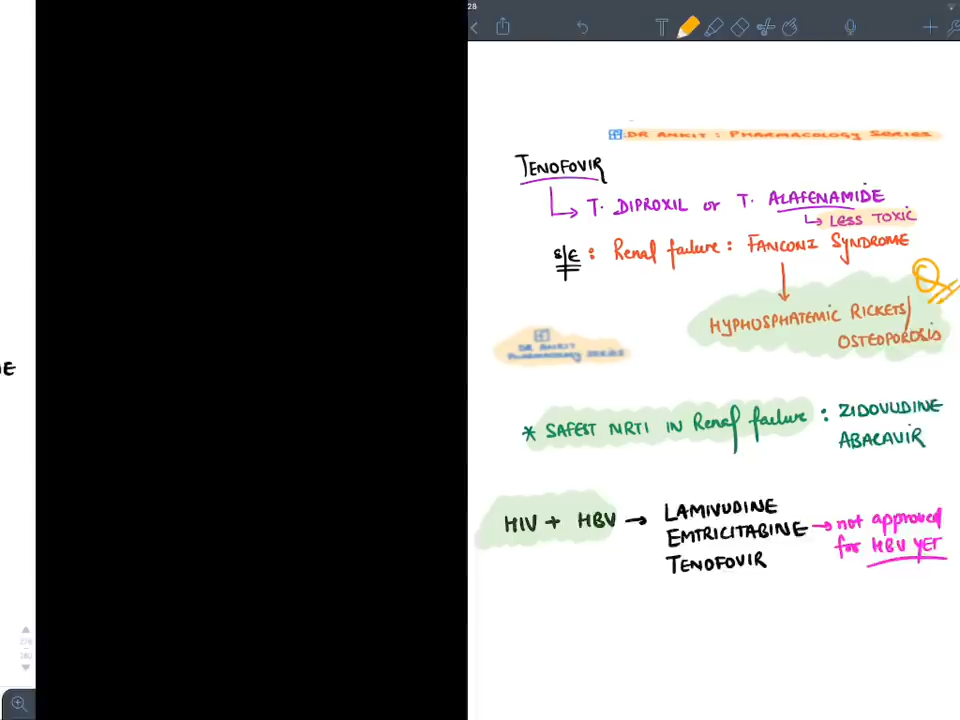 28
DR ANKIT : PHARMACOLOGY SERIES
TENOFOVIR
T. DIPROXIL or T. ALAFENAMIDE
LESS TOXIC
S/E : Renal failure : FANCONI SYNDROME
HYPHOSPHATEMIC RICKETS/
OSTEOPOROSIS
DR ANKIT
PHARMACOLOGY SERIES
* SAFEST NRTI IN Renal failure : ZIDOVUDINE
ABACAVIR
HIV + HBV → LAMIVUDINE
EMTRICITABINE → not approved
for HBV YET
TENOFOVIR